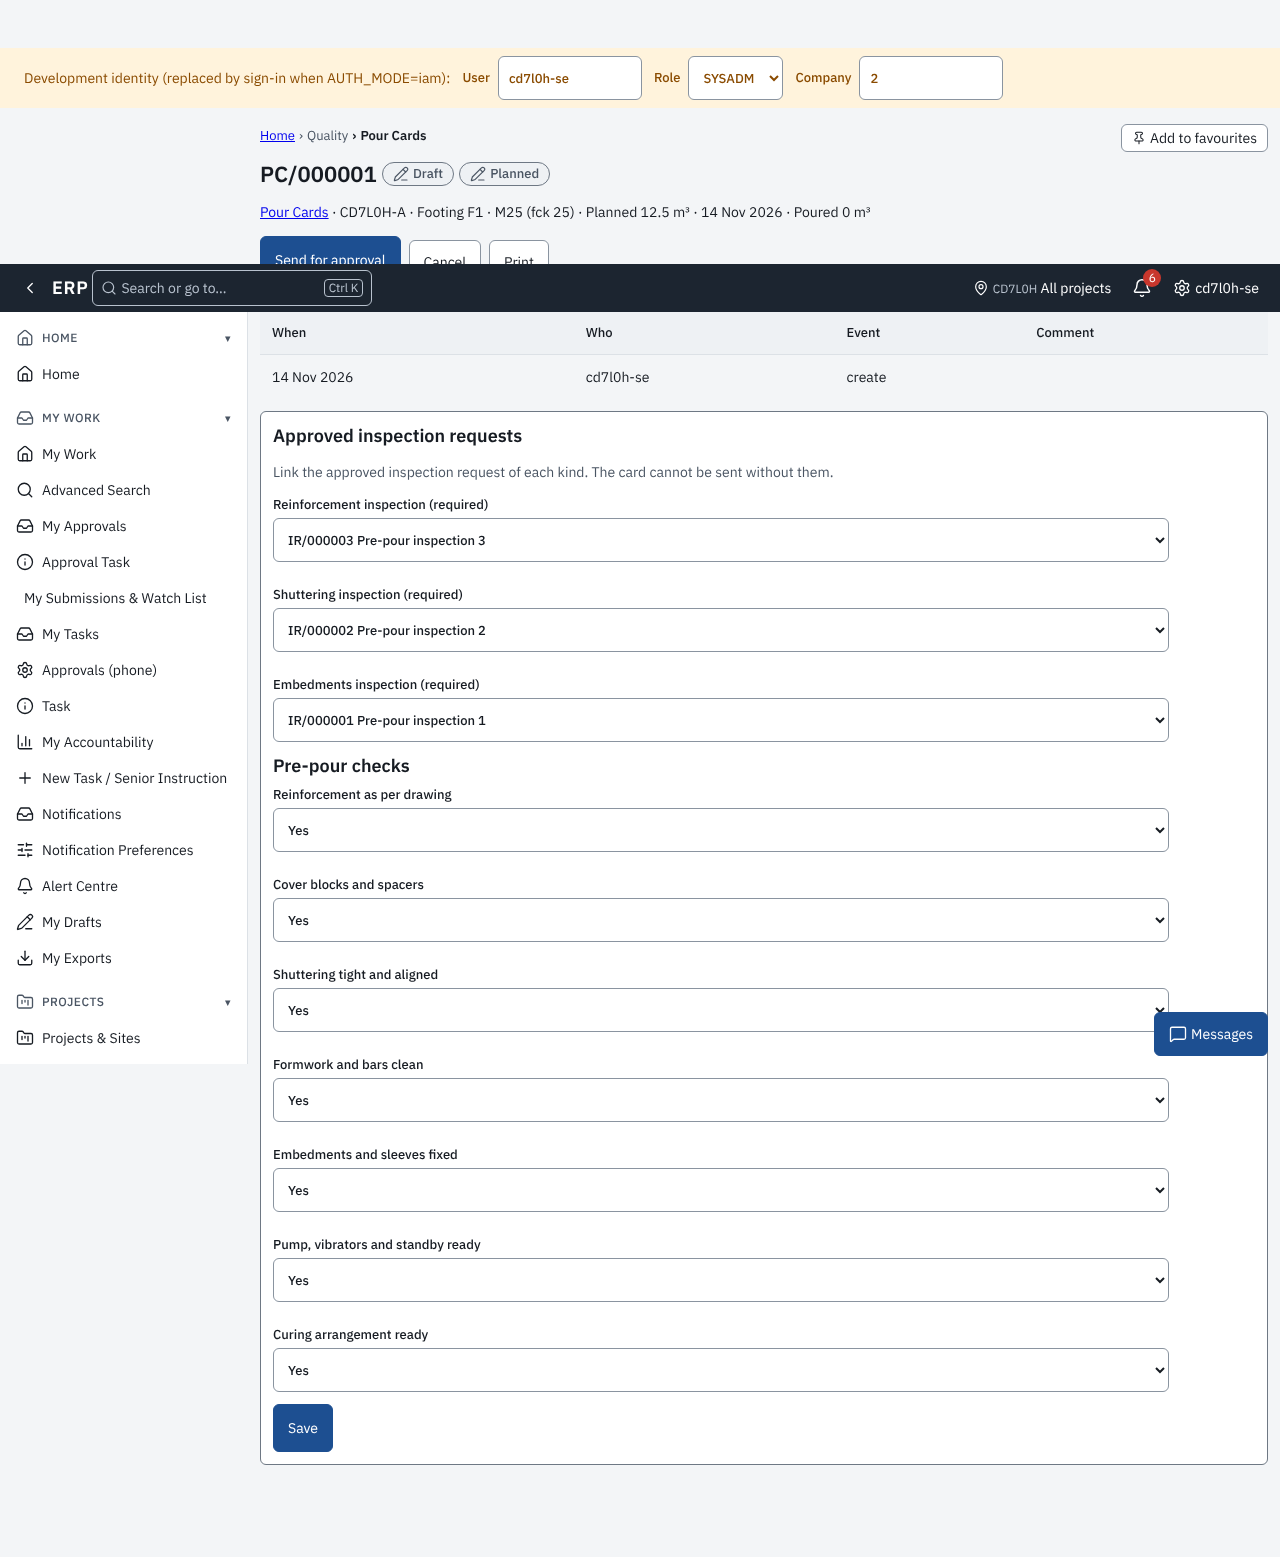 Development identity (replaced by sign-in when AUTH_MODE=iam): User cd7l0h-se Role SYSADM Company 2
Home › Quality › Pour Cards
Add to favourites
PC/000001 Draft Planned
Pour Cards · CD7L0H-A · Footing F1 · M25 (fck 25) · Planned 12.5 m³ · 14 Nov 2026 · Poured 0 m³
Send for approval Cancel Print
ERP Search or go to... Ctrl K CD7L0H All projects 6 cd7l0h-se
HOME
Home
MY WORK
My Work
Advanced Search
My Approvals
Approval Task
My Submissions & Watch List
My Tasks
Approvals (phone)
Task
My Accountability
New Task / Senior Instruction
Notifications
Notification Preferences
Alert Centre
My Drafts
My Exports
PROJECTS
Projects & Sites
When Who Event Comment
14 Nov 2026 cd7l0h-se create
Approved inspection requests
Link the approved inspection request of each kind. The card cannot be sent without them.
Reinforcement inspection (required)
IR/000003 Pre-pour inspection 3
Shuttering inspection (required)
IR/000002 Pre-pour inspection 2
Embedments inspection (required)
IR/000001 Pre-pour inspection 1
Pre-pour checks
Reinforcement as per drawing
Yes
Cover blocks and spacers
Yes
Shuttering tight and aligned
Yes
Messages
Formwork and bars clean
Yes
Embedments and sleeves fixed
Yes
Pump, vibrators and standby ready
Yes
Curing arrangement ready
Yes
Save